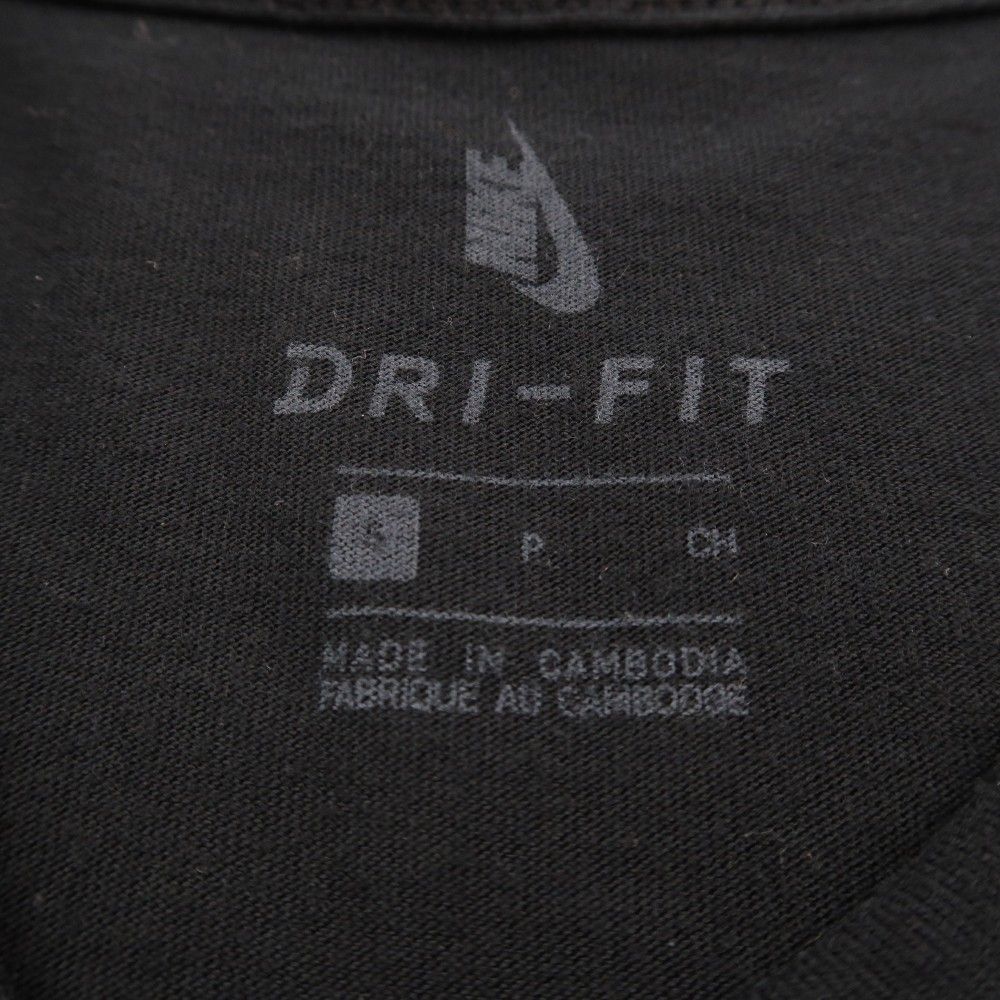 NIKE
DRI-FIT
S P CH
MADE IN CAMBODIA
FABRIQUE AU CAMBODGE